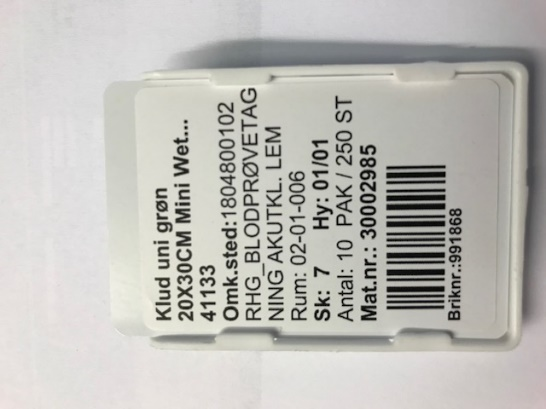 Klud uni grøn
20X30CM Mini Wet...
41133
Omk.sted:1804800102
RHG_BLODPRØVETAG
NING AKUTKL. LEM
Rum: 02-01-006
Sk: 7 Hy: 01/01
Antal: 10 PAK / 250 ST
Mat.nr.: 30002985
Briknr.:991868